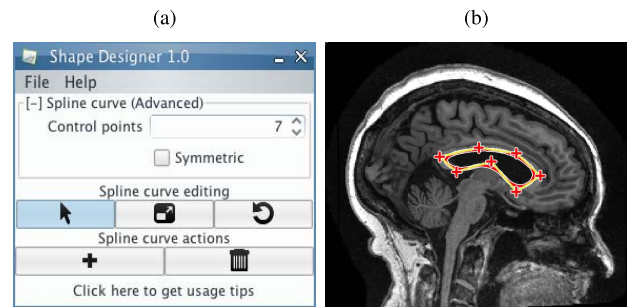 (a)
(b)
Shape Designer 1.0
File Help
[−] Spline curve (Advanced)
Control points 7
Symmetric
Spline curve editing
Spline curve actions
Click here to get usage tips